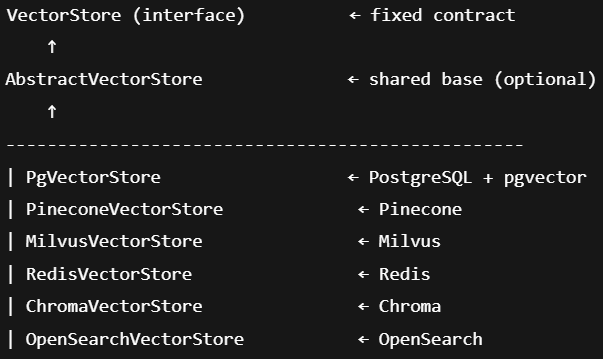 VectorStore (interface) ← fixed contract
↑
AbstractVectorStore ← shared base (optional)
↑
--------------------------------------------------
| PgVectorStore ← PostgreSQL + pgvector
| PineconeVectorStore ← Pinecone
| MilvusVectorStore ← Milvus
| RedisVectorStore ← Redis
| ChromaVectorStore ← Chroma
| OpenSearchVectorStore ← OpenSearch